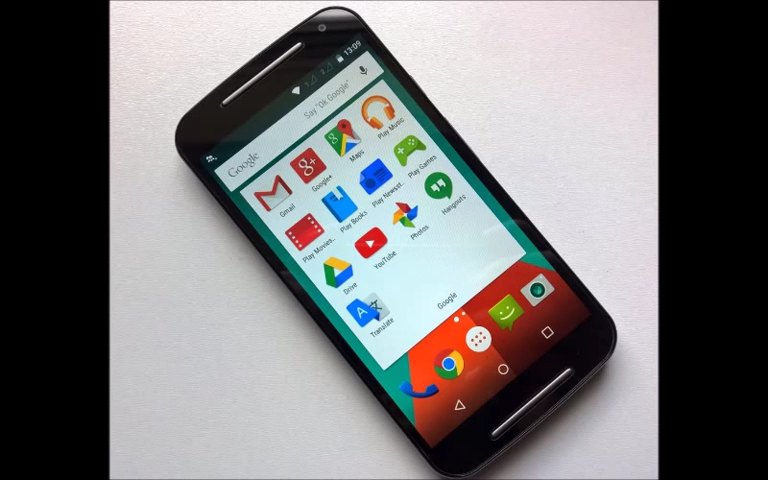 13:09
Say "Ok Google"
Google
Gmail
Google+
Maps
Play Music
Play Movies..
Play Books
Play Newsst..
Play Games
Drive
YouTube
Photos
Hangouts
Translate
Google